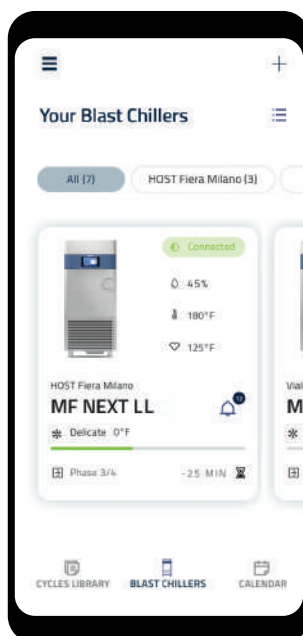 Your Blast Chillers
All (7)
HOST Fiera Milano (3)
Connected
45%
180°F
125°F
HOST Fiera Milano
MF NEXT LL
Delicate 0°F
Phase 3/4
-25 MIN
Vial
M
CYCLES LIBRARY
BLAST CHILLERS
CALENDAR